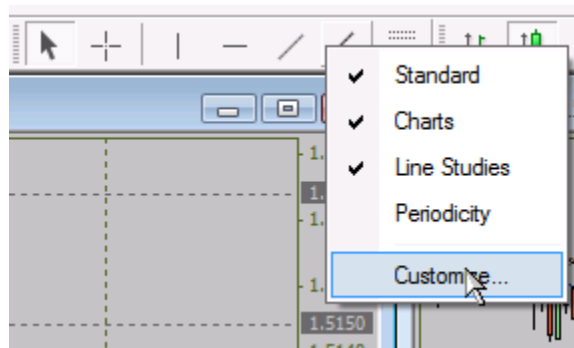 Standard
Charts
Line Studies
Periodicity
Customize...
1.5150